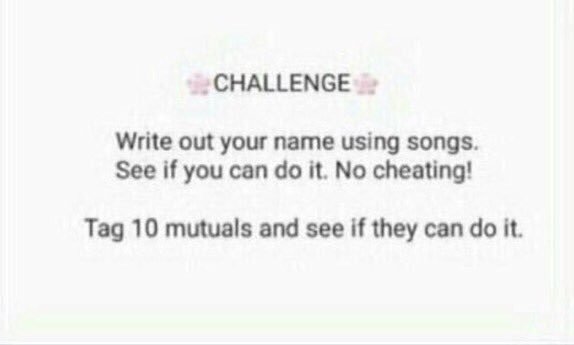 🌸CHALLENGE🌸
Write out your name using songs.
See if you can do it. No cheating!
Tag 10 mutuals and see if they can do it.